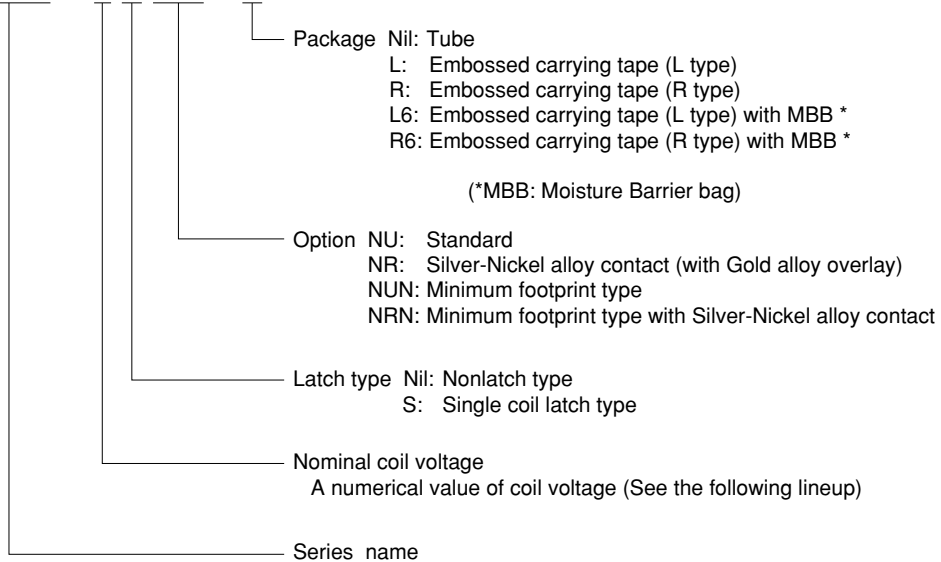 Package Nil: Tube
L: Embossed carrying tape (L type)
R: Embossed carrying tape (R type)
L6: Embossed carrying tape (L type) with MBB *
R6: Embossed carrying tape (R type) with MBB *
(*MBB: Moisture Barrier bag)
Option NU: Standard
NR: Silver-Nickel alloy contact (with Gold alloy overlay)
NUN: Minimum footprint type
NRN: Minimum footprint type with Silver-Nickel alloy contact
Latch type Nil: Nonlatch type
S: Single coil latch type
Nominal coil voltage
A numerical value of coil voltage (See the following lineup)
Series name